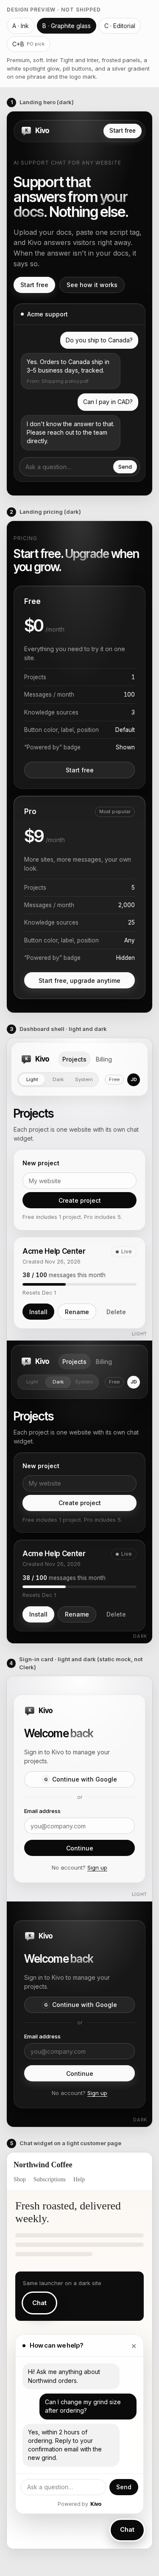 DESIGN PREVIEW · NOT SHIPPED
A · Ink
B · Graphite glass
C · Editorial
C+B PO pick
Premium, soft. Inter Tight and Inter, frosted panels, a
white spotlight glow, pill buttons, and a silver gradient
on one phrase and the logo mark.
1 Landing hero (dark)
Kivo
Start free
AI SUPPORT CHAT FOR ANY WEBSITE
Support that
answers from your
docs. Nothing else.
Upload your docs, paste one script tag,
and Kivo answers visitors right away.
When the answer isn't in your docs, it
says so.
Start free
See how it works
Acme support
Do you ship to Canada?
Yes. Orders to Canada ship in
3–5 business days, tracked.
From: Shipping policy.pdf
Can I pay in CAD?
I don't know the answer to that.
Please reach out to the team
directly.
Ask a question...
Send
2 Landing pricing (dark)
PRICING
Start free. Upgrade when
you grow.
Free
$0 /month
Everything you need to try it on one
site.
Projects 1
Messages / month 100
Knowledge sources 3
Button color, label, position Default
“Powered by” badge Shown
Start free
Pro
Most popular
$9 /month
More sites, more messages, your own
look.
Projects 5
Messages / month 2,000
Knowledge sources 25
Button color, label, position Any
“Powered by” badge Hidden
Start free, upgrade anytime
3 Dashboard shell · light and dark
Kivo
Projects
Billing
Light
Dark
System
Free
JD
Projects
Each project is one website with its own chat
widget.
New project
My website
Create project
Free includes 1 project. Pro includes 5.
Acme Help Center
Live
Created Nov 26, 2026
38 / 100 messages this month
Resets Dec 1
Install
Rename
Delete
LIGHT
Kivo
Projects
Billing
Light
Dark
System
Free
JD
Projects
Each project is one website with its own chat
widget.
New project
My website
Create project
Free includes 1 project. Pro includes 5.
Acme Help Center
Live
Created Nov 26, 2026
38 / 100 messages this month
Resets Dec 1
Install
Rename
Delete
DARK
4 Sign-in card · light and dark (static mock, not
Clerk)
Kivo
Welcome back
Sign in to Kivo to manage your
projects.
G Continue with Google
or
Email address
you@company.com
Continue
No account? Sign up
LIGHT
Kivo
Welcome back
Sign in to Kivo to manage your
projects.
G Continue with Google
or
Email address
you@company.com
Continue
No account? Sign up
DARK
5 Chat widget on a light customer page
Northwind Coffee
Shop
Subscriptions
Help
Fresh roasted, delivered
weekly.
Same launcher on a dark site
Chat
How can we help?
×
Hi! Ask me anything about
Northwind orders.
Can I change my grind size
after ordering?
Yes, within 2 hours of
ordering. Reply to your
confirmation email with the
new grind.
Ask a question...
Send
Powered by Kivo
Chat